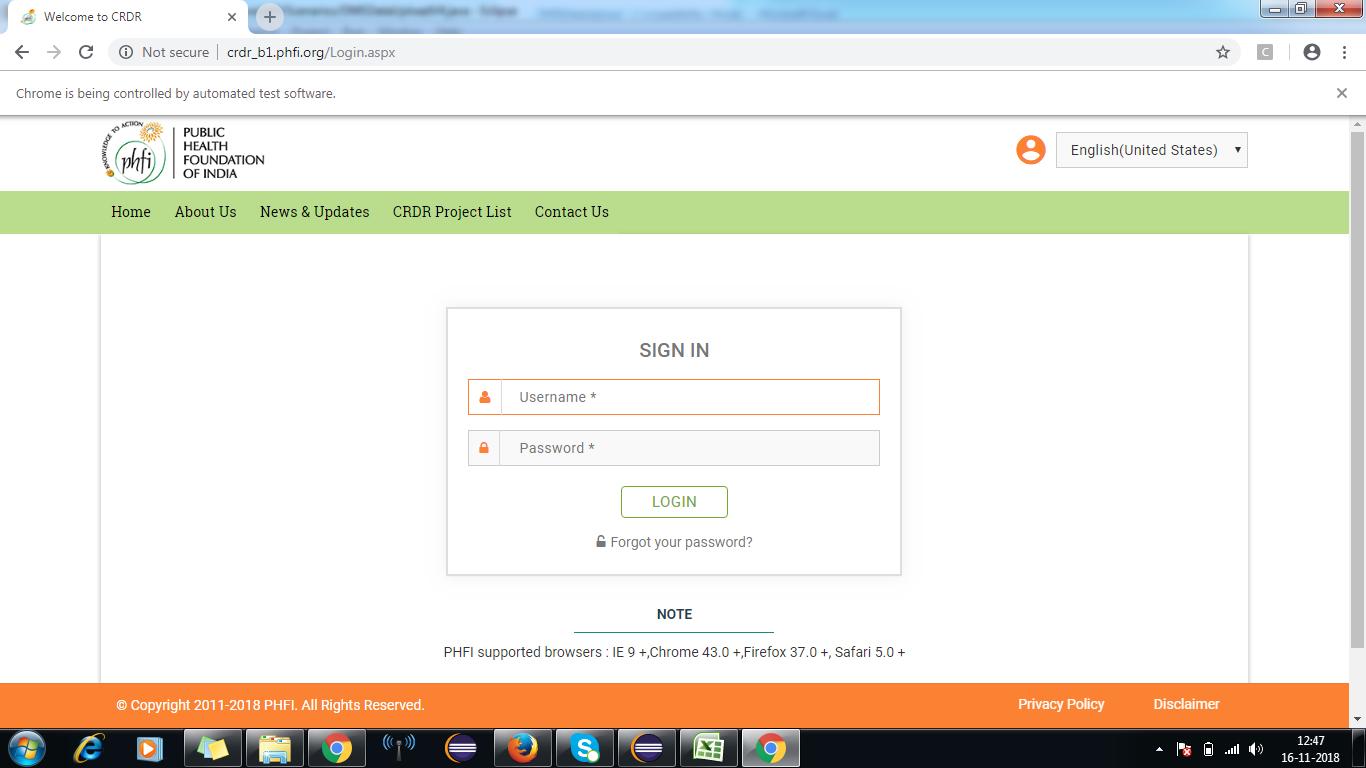 Welcome to CRDR
Not secure
crdr_b1.phfi.org/Login.aspx
C
Chrome is being controlled by automated test software.
KNOWLEDGE TO ACTION
phfi
PUBLIC
HEALTH
FOUNDATION
OF INDIA
English(United States)
Home
About Us
News & Updates
CRDR Project List
Contact Us
SIGN IN
Username *
Password *
LOGIN
Forgot your password?
NOTE
PHFI supported browsers : IE 9 +,Chrome 43.0 +,Firefox 37.0 +, Safari 5.0 +
© Copyright 2011-2018 PHFI. All Rights Reserved.
Privacy Policy
Disclaimer
12:47
16-11-2018